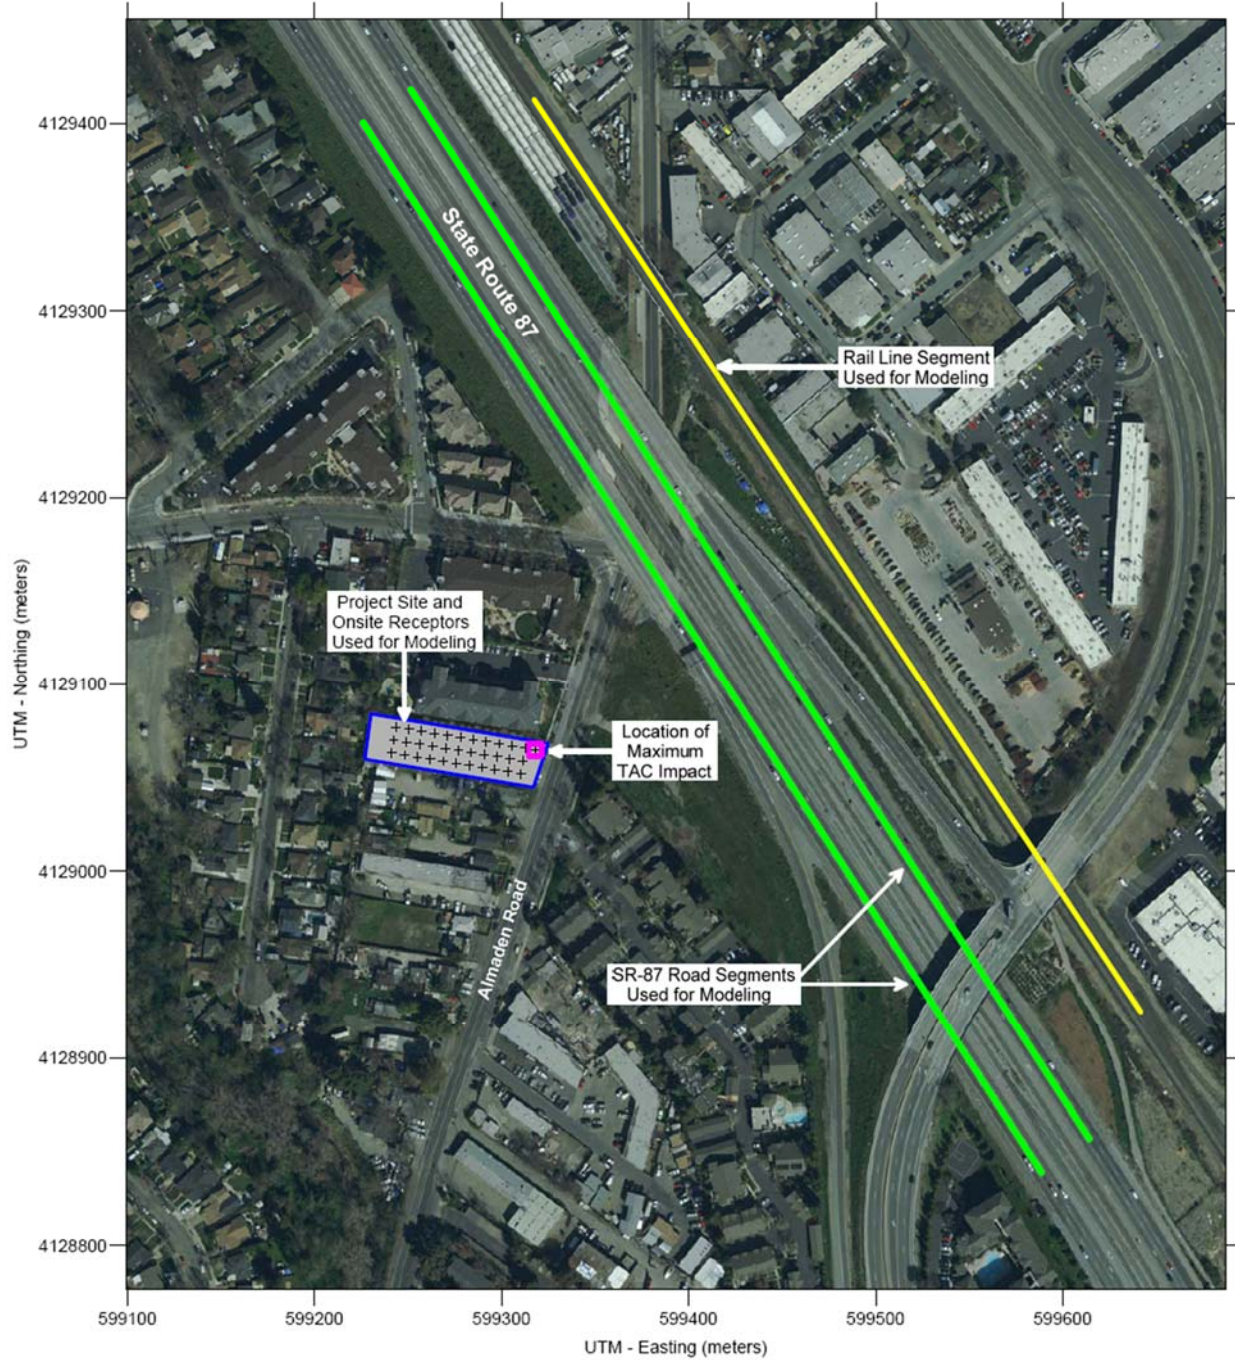 4129400
State Route 87
4129300
Rail Line Segment
Used for Modeling
4129200
Project Site and
Onsite Receptors
Used for Modeling
UTM - Northing (meters)
4129100
Location of
Maximum
TAC Impact
4129000
Almaden Road
SR-87 Road Segments
Used for Modeling
4128900
4128800
599100
599200
599300
599400
599500
599600
UTM - Easting (meters)